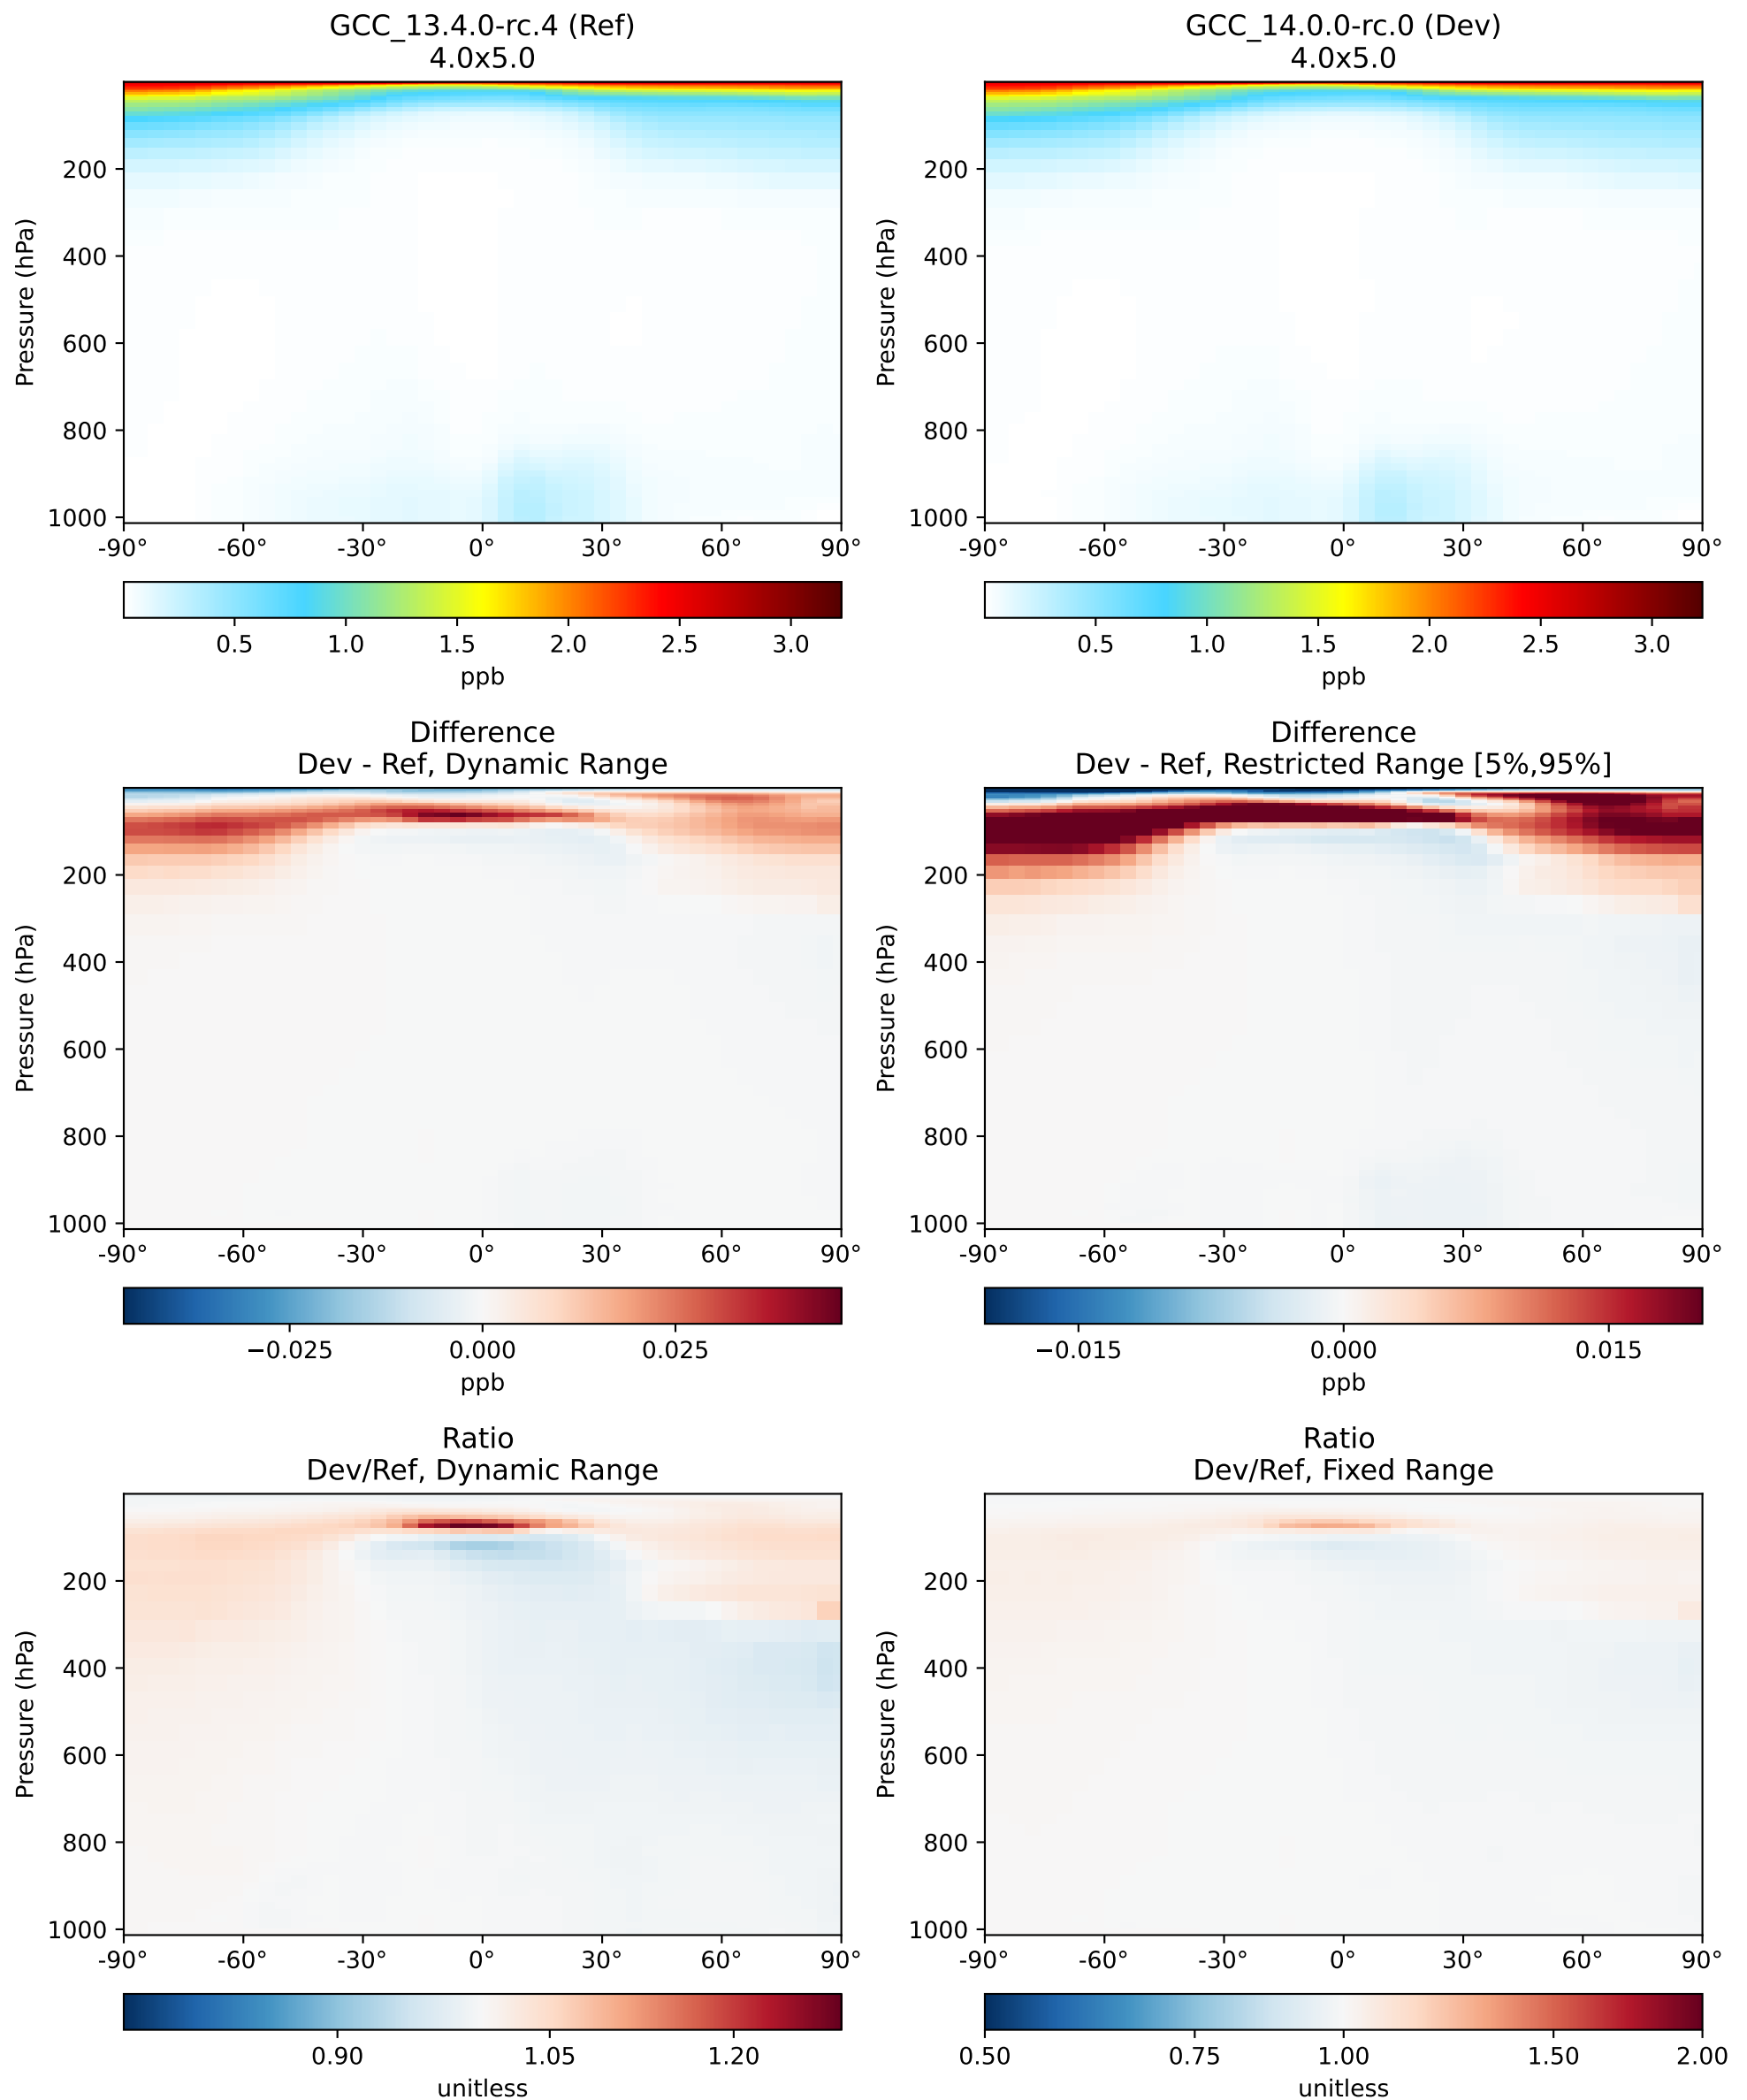 GCC_13.4.0-rc.4 (Ref)
4.0x5.0
Pressure (hPa)
200
400
600
800
1000
-90° -60° -30° 0° 30° 60° 90°
0.5 1.0 1.5 2.0 2.5 3.0
ppb
GCC_14.0.0-rc.0 (Dev)
4.0x5.0
Pressure (hPa)
200
400
600
800
1000
-90° -60° -30° 0° 30° 60° 90°
0.5 1.0 1.5 2.0 2.5 3.0
ppb
Difference
Dev - Ref, Dynamic Range
Pressure (hPa)
200
400
600
800
1000
-90° -60° -30° 0° 30° 60° 90°
−0.025 0.000 0.025
ppb
Difference
Dev - Ref, Restricted Range [5%,95%]
Pressure (hPa)
200
400
600
800
1000
-90° -60° -30° 0° 30° 60° 90°
−0.015 0.000 0.015
ppb
Ratio
Dev/Ref, Dynamic Range
Pressure (hPa)
200
400
600
800
1000
-90° -60° -30° 0° 30° 60° 90°
0.90 1.05 1.20
unitless
Ratio
Dev/Ref, Fixed Range
Pressure (hPa)
200
400
600
800
1000
-90° -60° -30° 0° 30° 60° 90°
0.50 0.75 1.00 1.50 2.00
unitless